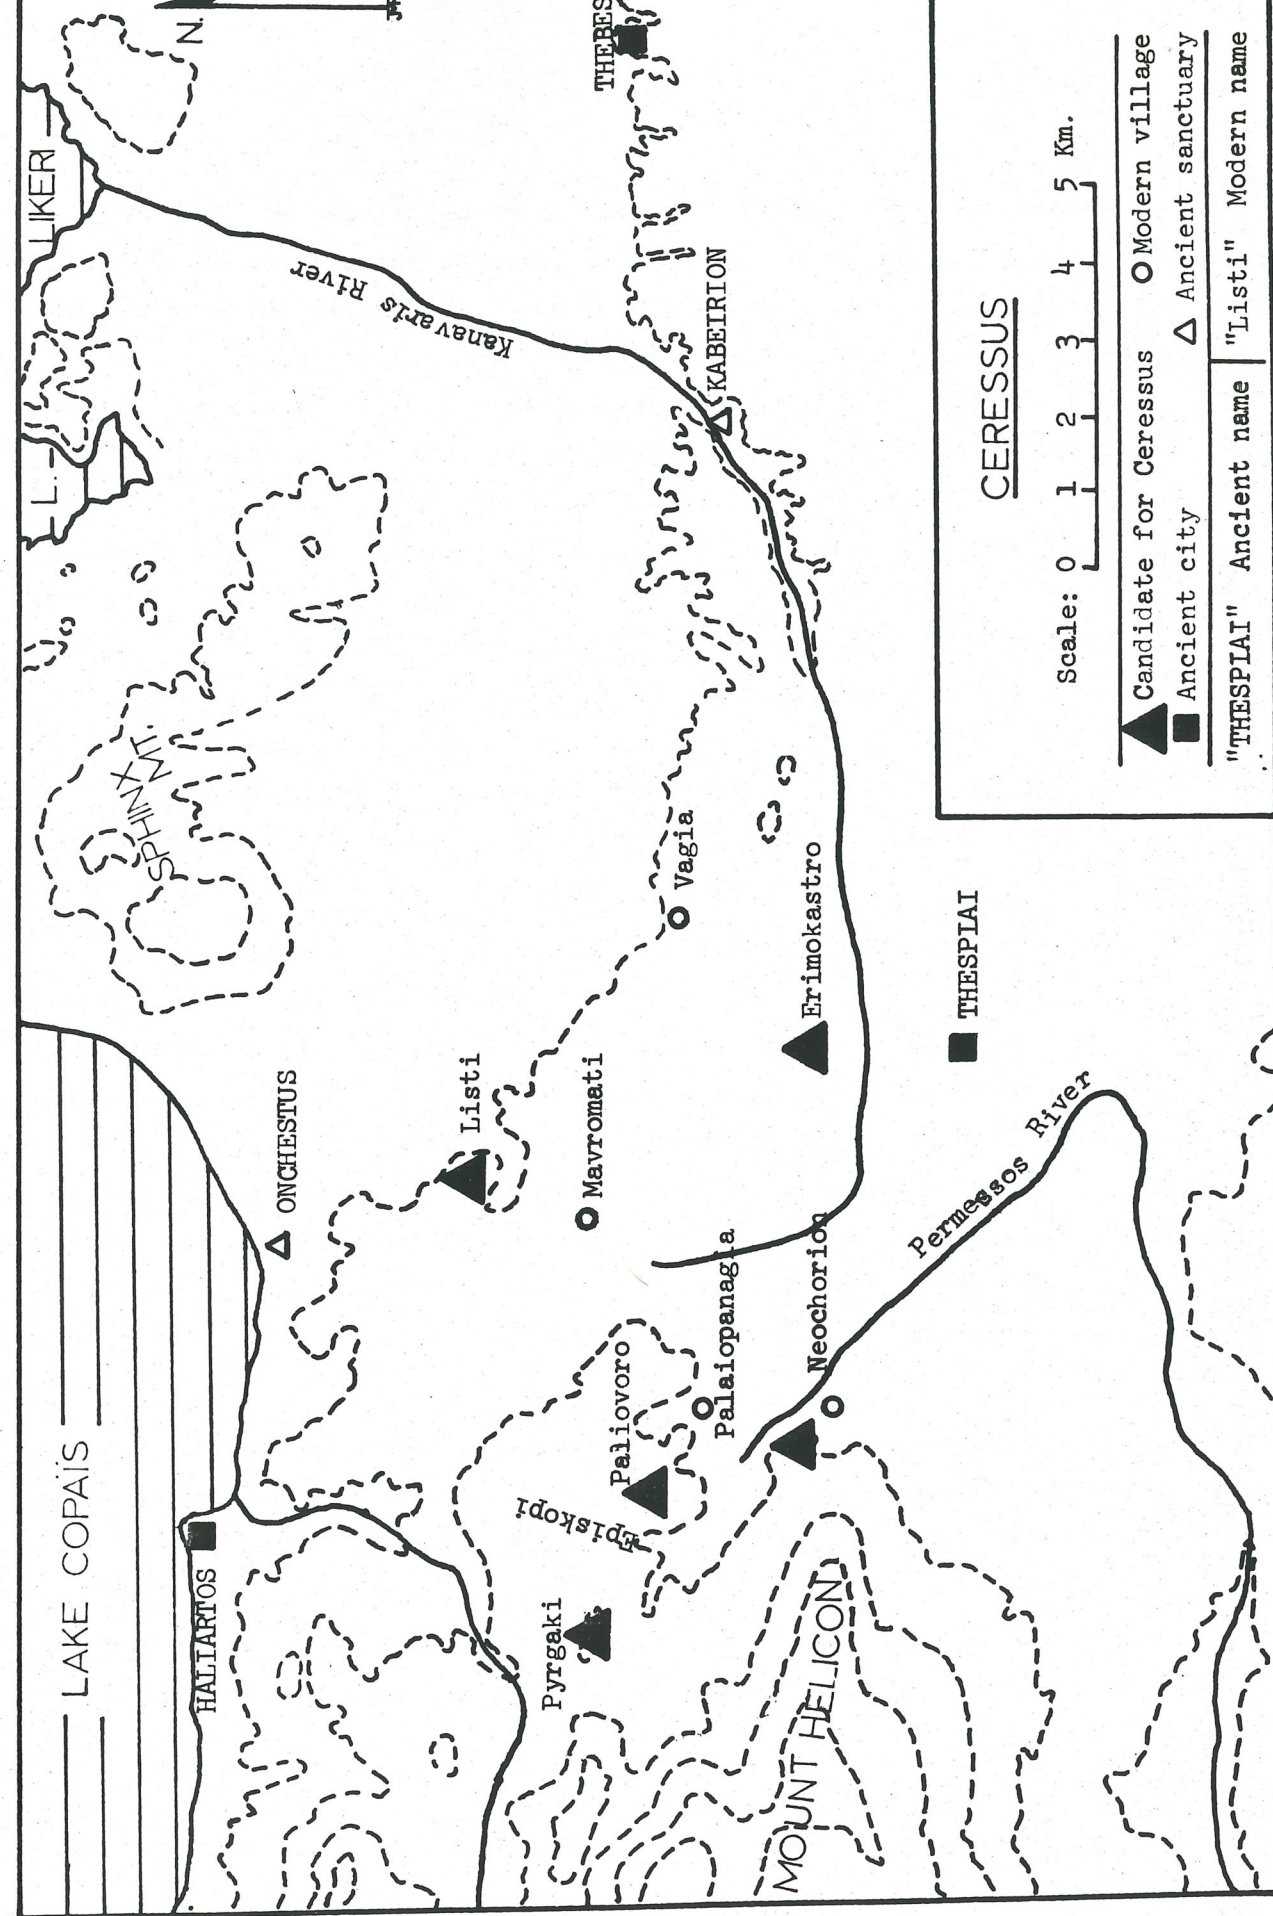 LAKE COPAÏS
L.
LIKERI
N.
HALIARTOS
ONCHESTUS
SPHINX
MT.
Kanavaris River
THEBES
Listi
Mavromati
Vagia
KABEIRION
Pyrgaki
Episkopi
Paliovoro
Palaiopanagia
Neochorion
Erimokastro
THESPIAI
MOUNT HELICON
Permessos River
CERESSUS
Scale: 0 1 2 3 4 5 Km.
Candidate for Ceressus Modern village
Ancient city Ancient sanctuary
"THESPIAI" Ancient name "Listi" Modern name